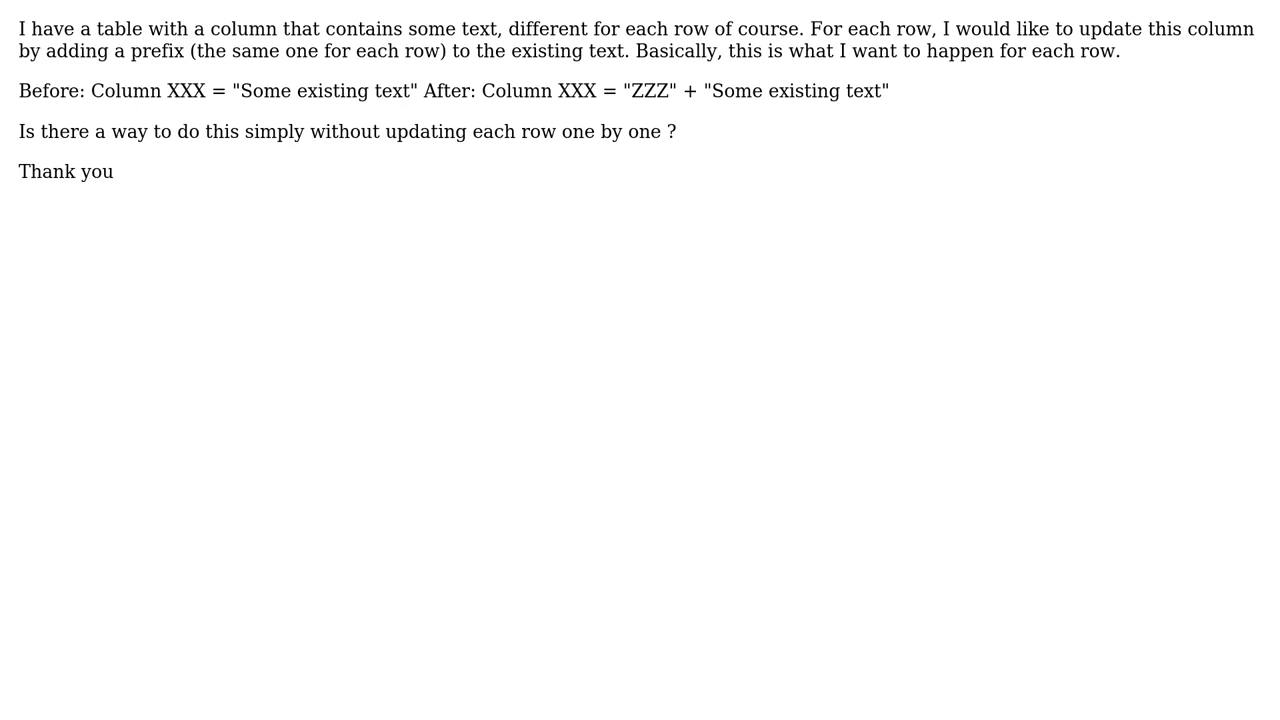 I have a table with a column that contains some text, different for each row of course. For each row, I would like to update this column
by adding a prefix (the same one for each row) to the existing text. Basically, this is what I want to happen for each row.
Before: Column XXX = "Some existing text" After: Column XXX = "ZZZ" + "Some existing text"
Is there a way to do this simply without updating each row one by one ?
Thank you